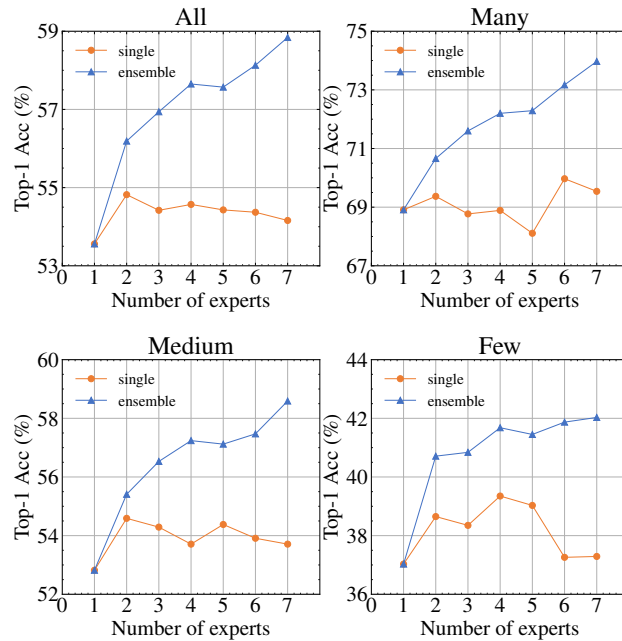 All
Top-1 Acc (%)
59
57
55
53
single
ensemble
0 1 2 3 4 5 6 7
Number of experts
Many
Top-1 Acc (%)
75
73
71
69
67
single
ensemble
0 1 2 3 4 5 6 7
Number of experts
Medium
Top-1 Acc (%)
60
58
56
54
52
single
ensemble
0 1 2 3 4 5 6 7
Number of experts
Few
Top-1 Acc (%)
44
42
40
38
36
single
ensemble
0 1 2 3 4 5 6 7
Number of experts